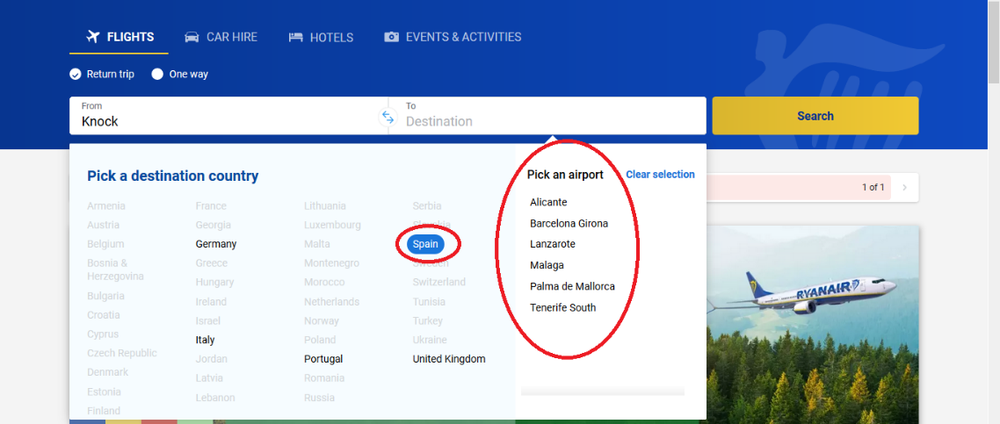 FLIGHTS
CAR HIRE
HOTELS
EVENTS & ACTIVITIES
Return trip
One way
From
Knock
To
Destination
Search
Pick a destination country
Armenia
Austria
Belgium
Bosnia &
Herzegovina
Bulgaria
Croatia
Cyprus
Czech Republic
Denmark
Estonia
Finland
France
Georgia
Germany
Greece
Hungary
Ireland
Israel
Italy
Jordan
Latvia
Lebanon
Lithuania
Luxembourg
Malta
Montenegro
Morocco
Netherlands
Norway
Poland
Portugal
Romania
Russia
Serbia
Slovakia
Spain
Sweden
Switzerland
Tunisia
Turkey
Ukraine
United Kingdom
Pick an airport
Clear selection
Alicante
Barcelona Girona
Lanzarote
Malaga
Palma de Mallorca
Tenerife South
1 of 1
RYANAIR